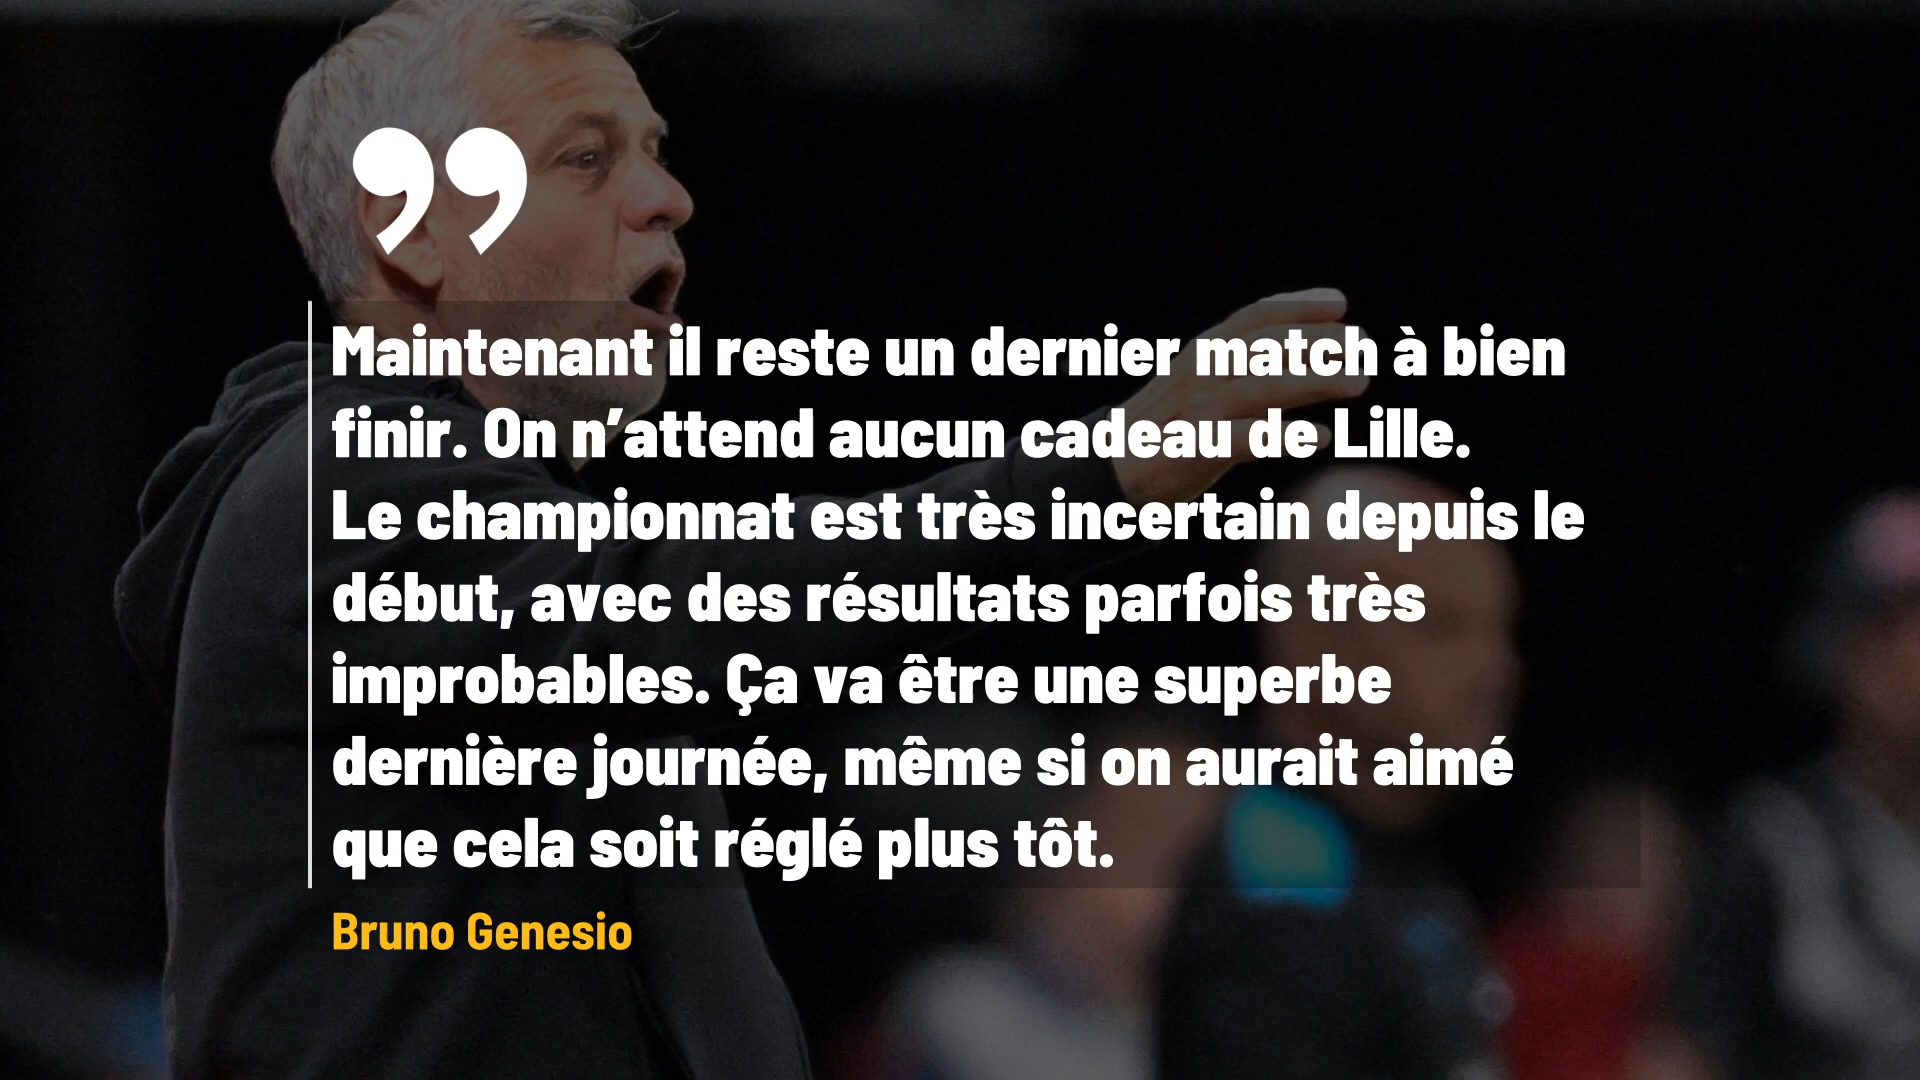 ”
Maintenant il reste un dernier match à bien
finir. On n’attend aucun cadeau de Lille.
Le championnat est très incertain depuis le
début, avec des résultats parfois très
improbables. Ça va être une superbe
dernière journée, même si on aurait aimé
que cela soit réglé plus tôt.
Bruno Genesio